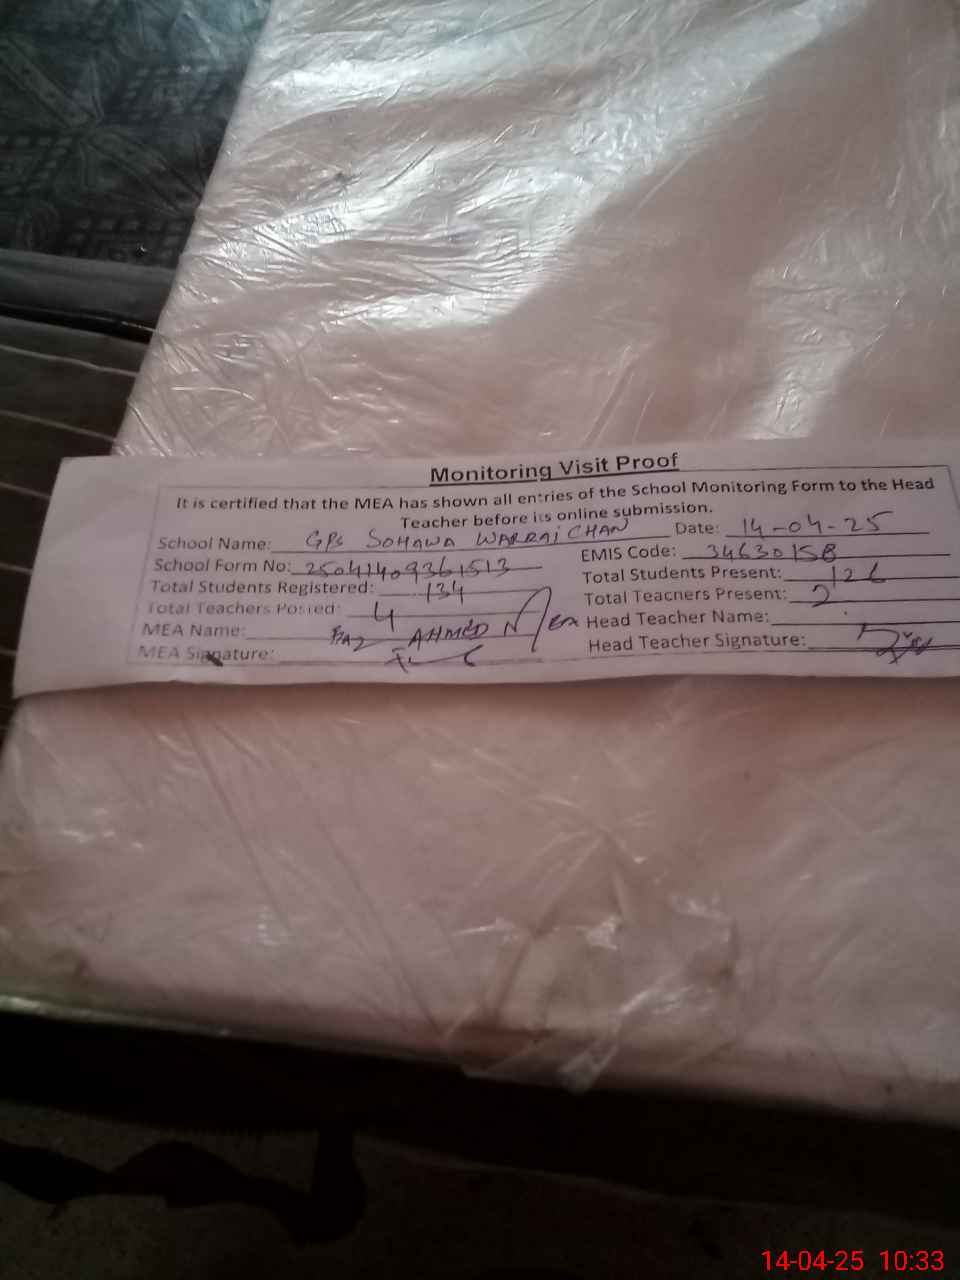 Monitoring Visit Proof
It is certified that the MEA has shown all entries of the School Monitoring Form to the Head
Teacher before its online submission.
School Name: GPS SOHAWA WARRAICHAN Date: 14-04-25
School Form No: 25041409361513 EMIS Code: 34630158
Total Students Registered: 134 Total Students Present: 126
Total Teachers Posted: 4 Total Teachers Present: 2
MEA Name: AHMED Head Teacher Name:
MEA Signature: Head Teacher Signature:
14-04-25 10:33